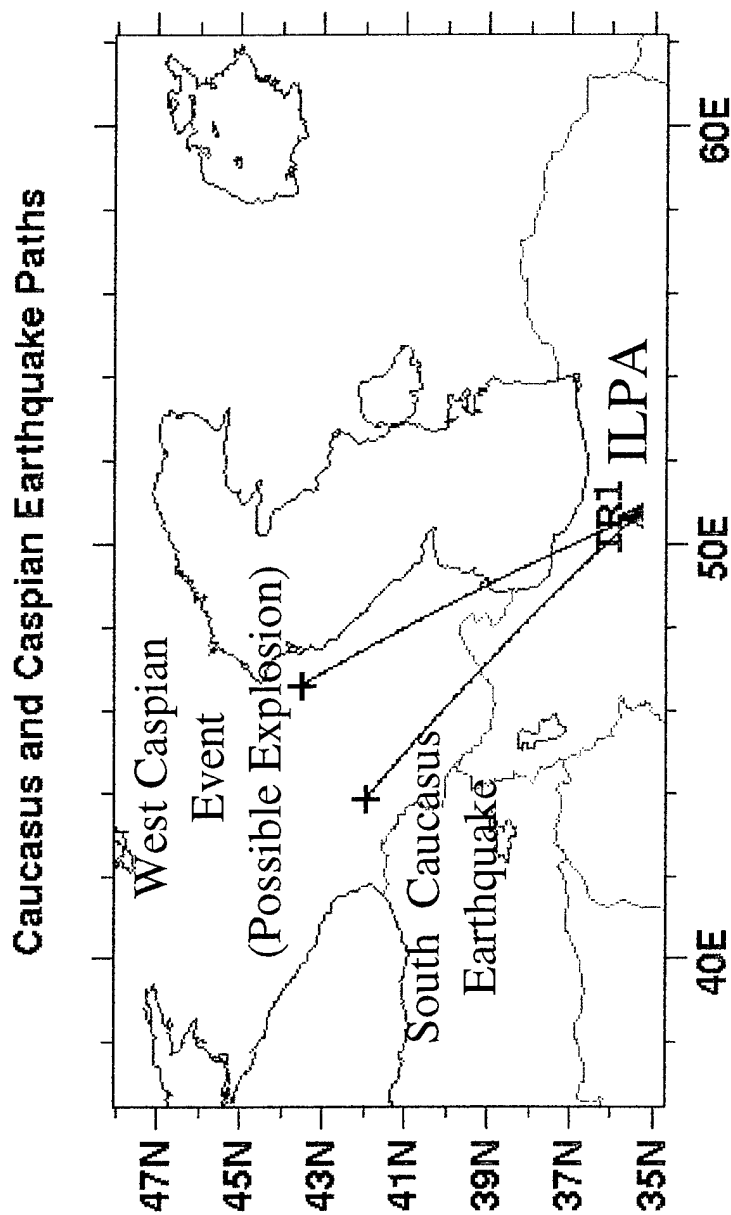 Caucasus and Caspian Earthquake Paths
West Caspian
Event
(Possible Explosion)
South Caucasus
Earthquake
IR1
ILPA
47N
45N
43N
41N
39N
37N
35N
40E
50E
60E